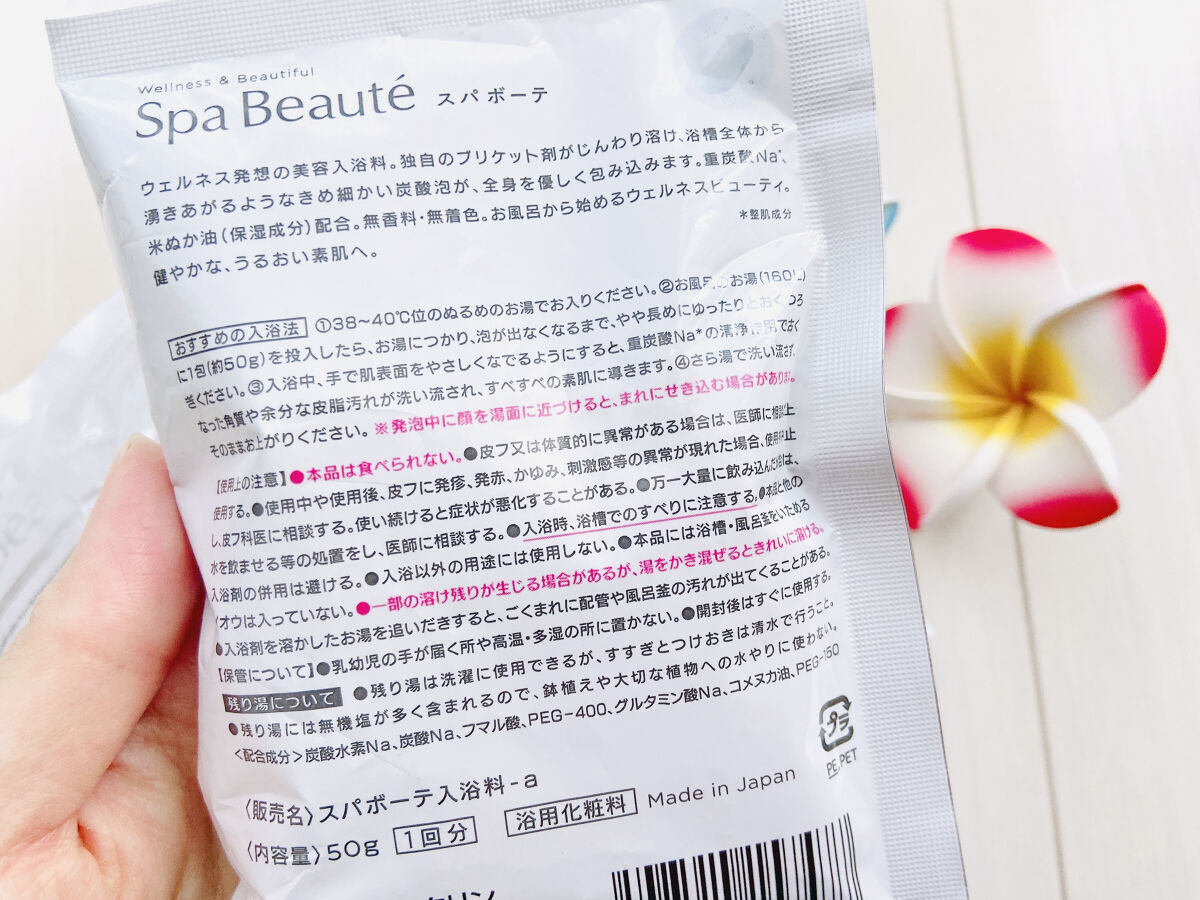 Wellness & Beautiful
Spa Beauté スパ ボーテ
ウェルネス発想の美容入浴料。独自のブリケット剤がじんわり溶け、浴槽全体から
湧きあがるようなきめ細かい炭酸泡が、全身を優しく包み込みます。重炭酸Na*、
米ぬか油(保湿成分)配合。無香料・無着色。お風呂から始めるウェルネスビューティ。
健やかな、うるおい素肌へ。
*整肌成分
おすすめの入浴法 ①38〜40℃位のぬるめのお湯でお入りください。②お風呂のお湯(160L)
に1包(約50g)を投入したら、お湯につかり、泡が出なくなるまで、やや長めにゆったりとおくつろ
ぎください。③入浴中、手で肌表面をやさしくなでるようにすると、重炭酸Na*の清浄作用で古く
なった角質や余分な皮脂汚れが洗い流され、すべすべの素肌に導きます。④さら湯で洗い流さず、
そのままお上がりください。 ※発泡中に顔を湯面に近づけると、まれにせき込む場合があります。
【使用上の注意】●本品は食べられない。●皮フ又は体質的に異常がある場合は、医師に相談の上
使用する。●使用中や使用後、皮フに発疹、発赤、かゆみ、刺激感等の異常が現れた場合、使用を中止
し、皮フ科医に相談する。使い続けると症状が悪化することがある。●万一大量に飲み込んだ場合は、
水を飲ませる等の処置をし、医師に相談する。●入浴時、浴槽でのすべりに注意する。●本品と他の
入浴剤の併用は避ける。●入浴以外の用途には使用しない。●本品には浴槽・風呂釜をいためる
イオウは入っていない。●一部の溶け残りが生じる場合があるが、湯をかき混ぜるときれいに溶ける。
●入浴剤を溶かしたお湯を追いだきすると、ごくまれに配管や風呂釜の汚れが出てくることがある。
【保管について】●乳幼児の手が届く所や高温・多湿の所に置かない。●開封後はすぐに使用する。
残り湯について ●残り湯は洗濯に使用できるが、すすぎとつけおきは清水で行うこと。
●残り湯には無機塩が多く含まれるので、鉢植えや大切な植物への水やりに使わない。
<配合成分>炭酸水素Na、炭酸Na、フマル酸、PEG-400、グルタミン酸Na、コメヌカ油、PEG-150
〈販売名〉スパボーテ入浴料-a
〈内容量〉50g 1回分 浴用化粧料 Made in Japan
プラ
PE,PET
クリン